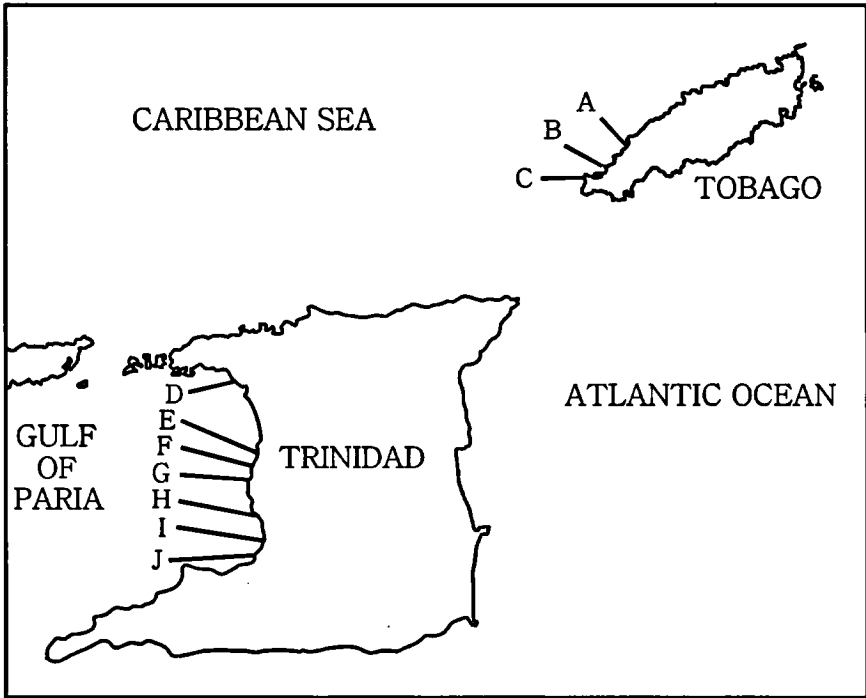 CARIBBEAN SEA
A
B
C
TOBAGO
D
ATLANTIC OCEAN
E
F
G
H
I
J
GULF
OF
PARIA
TRINIDAD